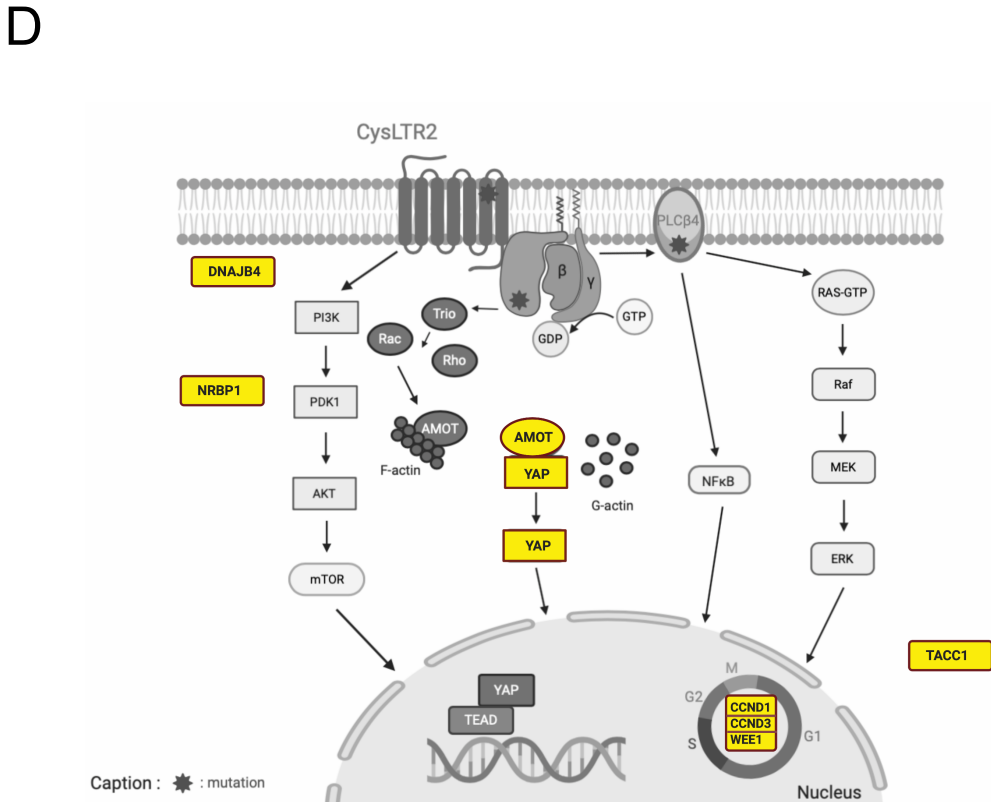 D
CysLTR2
PLCβ4
DNAJB4
β
γ
RAS-GTP
PI3K
Trio
GTP
Rac
GDP
Rho
NRBP1
PDK1
Raf
AMOT
AMOT
F-actin
YAP
MEK
NFκB
AKT
G-actin
YAP
ERK
mTOR
TACC1
M
YAP
G2
CCND1
TEAD
CCND3
S
WEE1
G1
Caption : : mutation
Nucleus